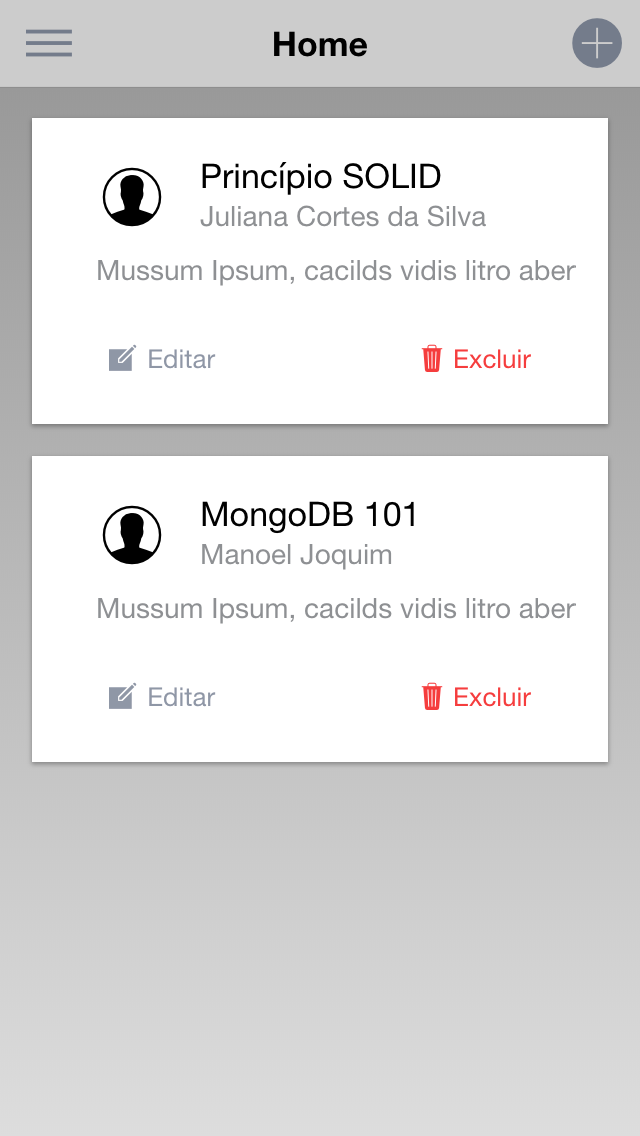 Home
Princípio SOLID
Juliana Cortes da Silva
Mussum Ipsum, cacilds vidis litro aber
Editar
Excluir
MongoDB 101
Manoel Joquim
Mussum Ipsum, cacilds vidis litro aber
Editar
Excluir